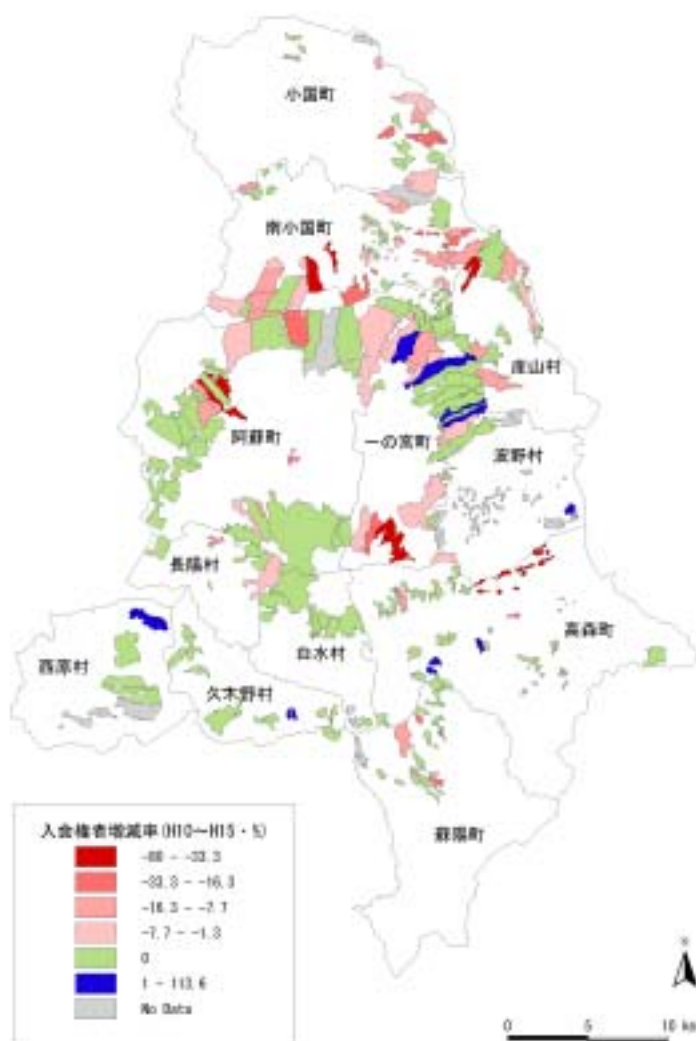 小国町
南小国町
産山村
阿蘇町
一の宮町
波野村
長陽村
高森町
白水村
西原村
久木野村
蘇陽町
入会権者増減率(H10～H15・%)
-80 - -33.3
-33.3 - -16.3
-16.3 - -7.7
-7.7 - -1.3
0
1 - 113.6
No Data
N
0 5 10 km